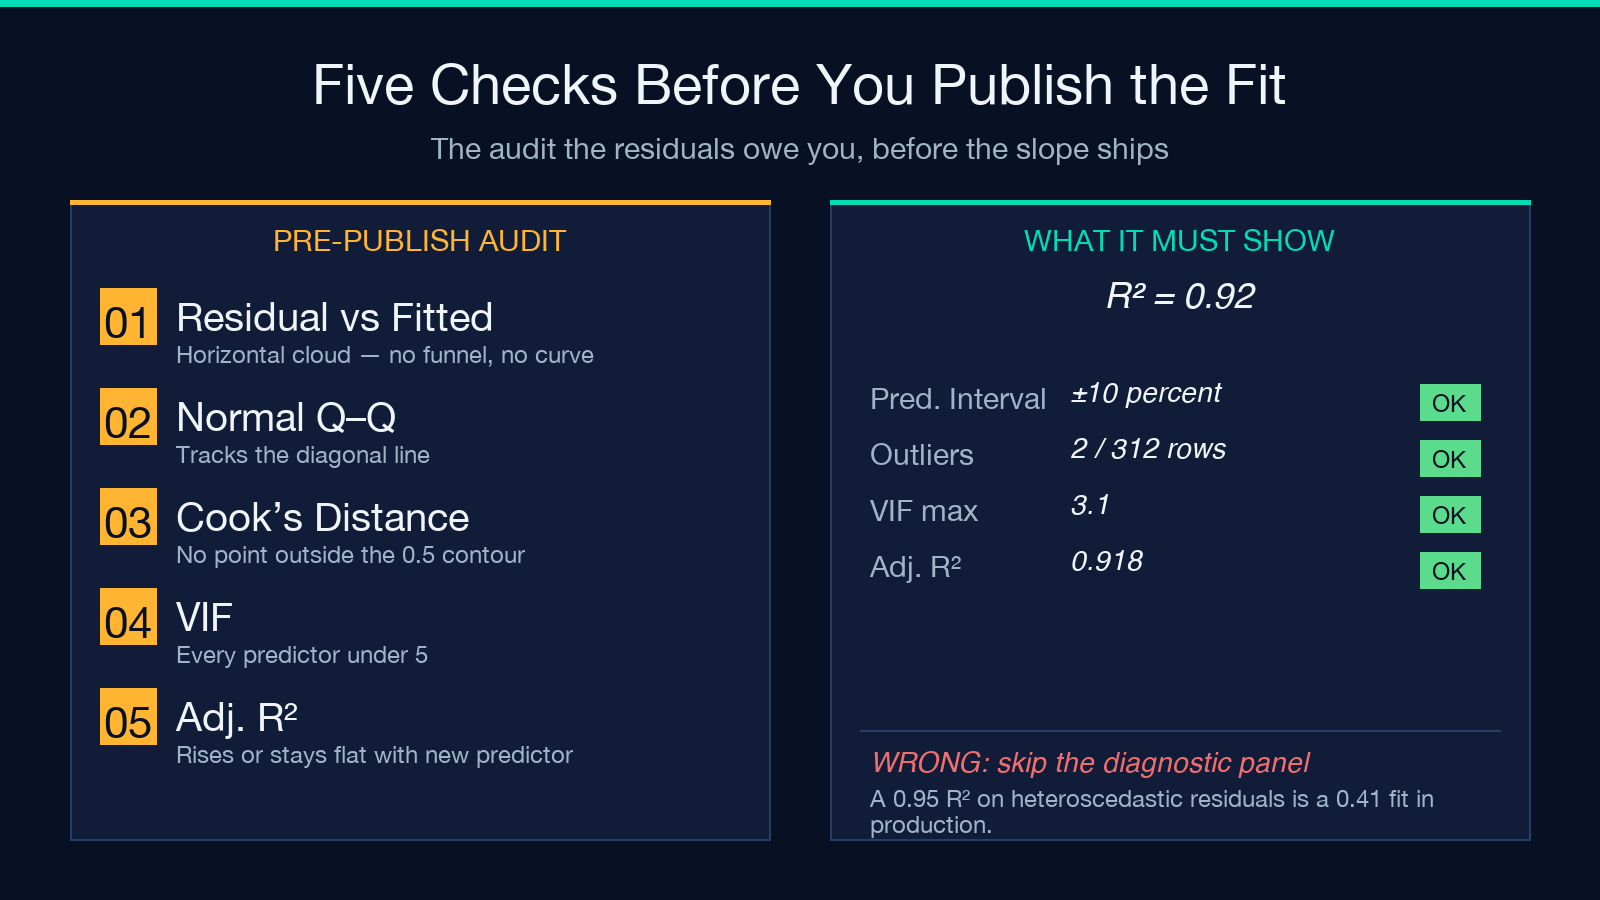 Five Checks Before You Publish the Fit
The audit the residuals owe you, before the slope ships
PRE-PUBLISH AUDIT
01 Residual vs Fitted
Horizontal cloud — no funnel, no curve
02 Normal Q–Q
Tracks the diagonal line
03 Cook’s Distance
No point outside the 0.5 contour
04 VIF
Every predictor under 5
05 Adj. R²
Rises or stays flat with new predictor
WHAT IT MUST SHOW
R² = 0.92
Pred. Interval ±10 percent OK
Outliers 2 / 312 rows OK
VIF max 3.1 OK
Adj. R² 0.918 OK
WRONG: skip the diagnostic panel
A 0.95 R² on heteroscedastic residuals is a 0.41 fit in
production.